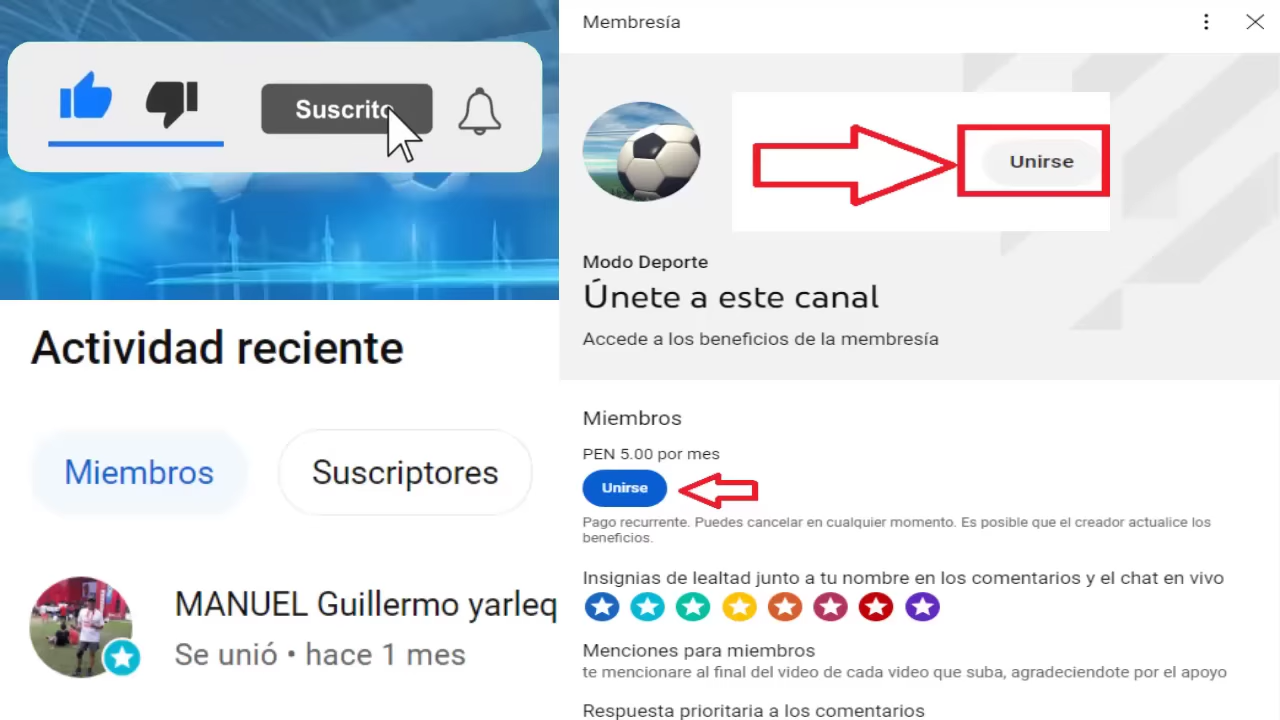 Suscrito
Actividad reciente
Miembros
Suscriptores
MANUEL Guillermo yarleq
Se unió • hace 1 mes
Membresía
Unirse
Modo Deporte
Únete a este canal
Accede a los beneficios de la membresía
Miembros
PEN 5.00 por mes
Unirse
Pago recurrente. Puedes cancelar en cualquier momento. Es posible que el creador actualice los
beneficios.
Insignias de lealtad junto a tu nombre en los comentarios y el chat en vivo
Menciones para miembros
te mencionare al final del video de cada video que suba, agradeciendote por el apoyo
Respuesta prioritaria a los comentarios